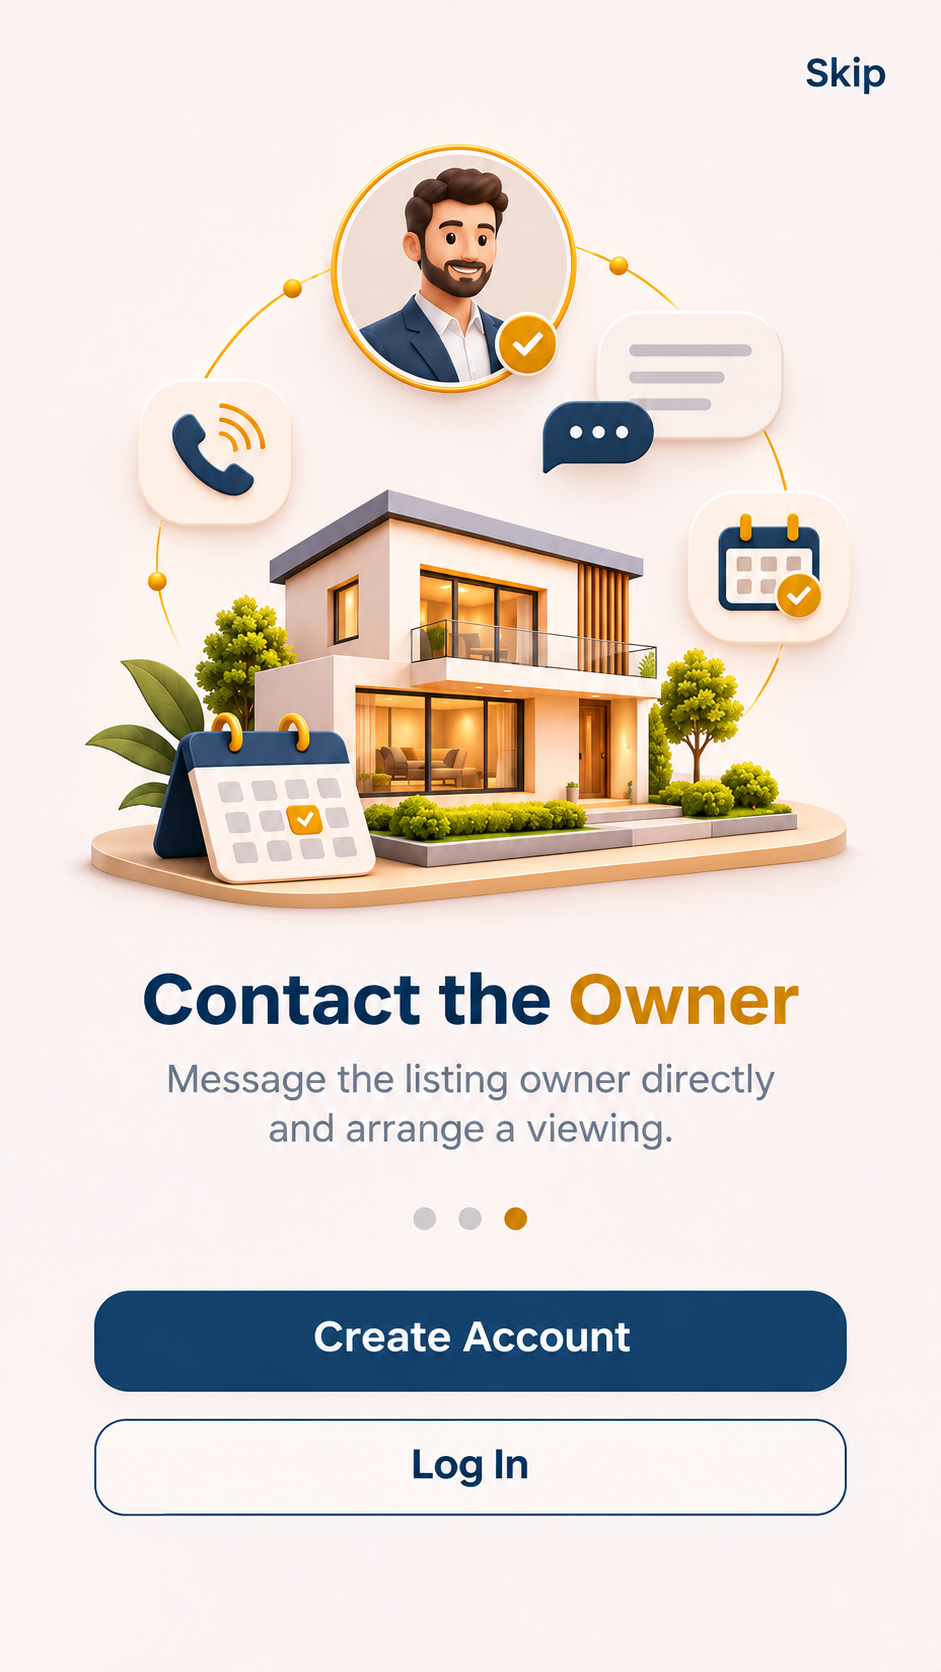 Skip
Contact the Owner
Message the listing owner directly
and arrange a viewing.
Create Account
Log In